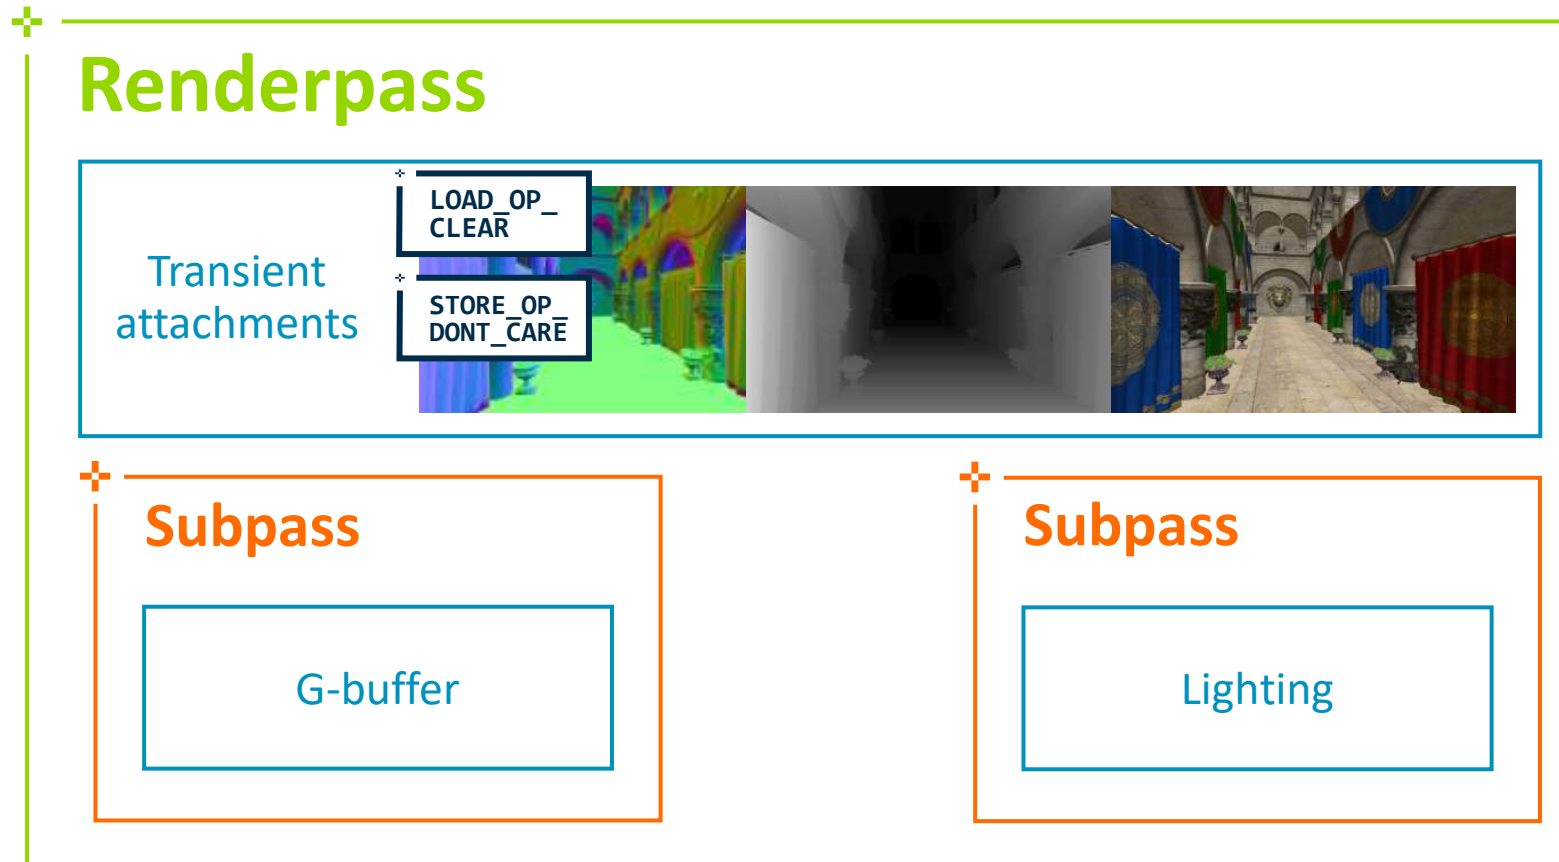 Renderpass
Transient
attachments
LOAD_OP_
CLEAR
STORE_OP_
DONT_CARE
Subpass
G-buffer
Subpass
Lighting